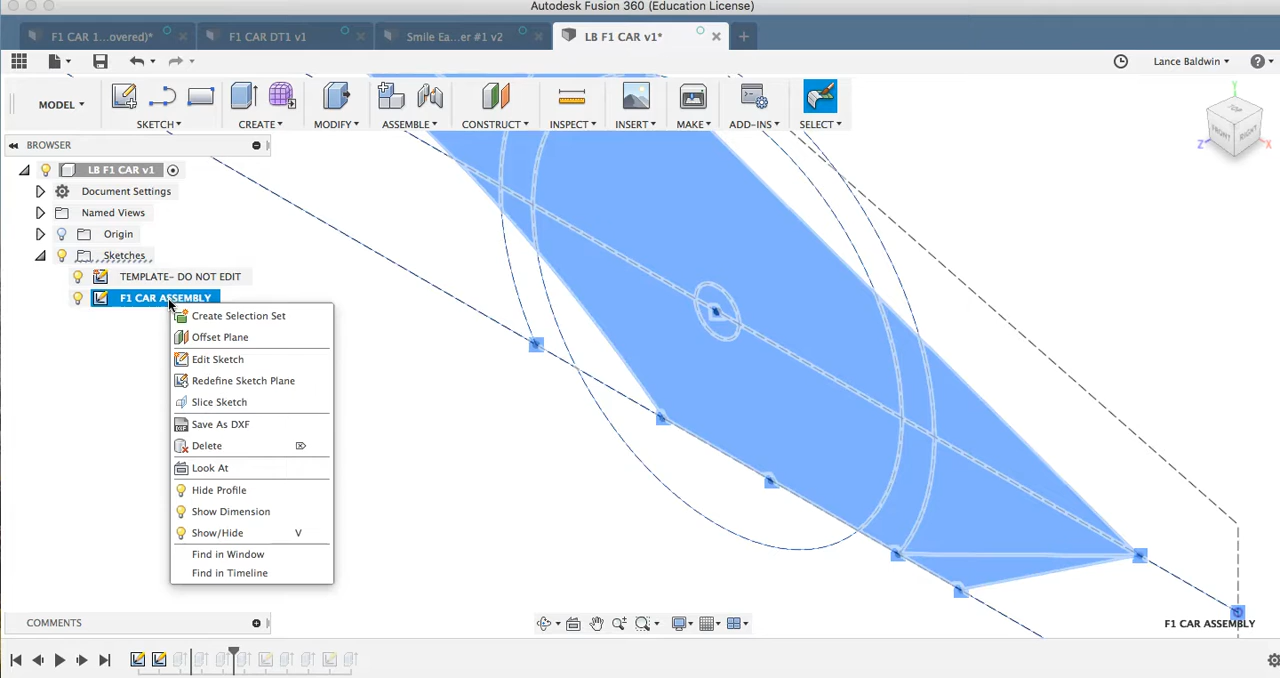 Autodesk Fusion 360 (Education License)
F1 CAR 1...overed)*
F1 CAR DT1 v1
Smile Ea...er #1 v2
LB F1 CAR v1*
Lance Baldwin
MODEL
SKETCH
CREATE
MODIFY
ASSEMBLE
CONSTRUCT
INSPECT
INSERT
MAKE
ADD-INS
SELECT
TOP
FRONT
RIGHT
Y
Z
X
BROWSER
LB F1 CAR v1
Document Settings
Named Views
Origin
Sketches
TEMPLATE- DO NOT EDIT
F1 CAR ASSEMBLY
Create Selection Set
Offset Plane
Edit Sketch
Redefine Sketch Plane
Slice Sketch
Save As DXF
Delete
Look At
Hide Profile
Show Dimension
Show/Hide V
Find in Window
Find in Timeline
F1 CAR ASSEMBLY
COMMENTS